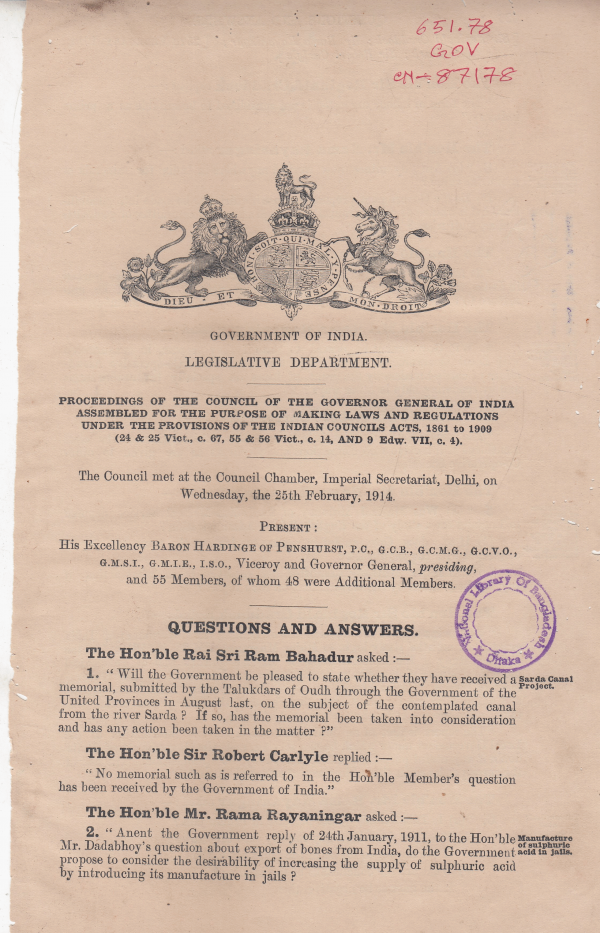 651.78
GOV
CN-87178
HONI·SOIT·QUI·MAL·Y·PENSE
DIEU · ET MON·DROIT
GOVERNMENT OF INDIA.
LEGISLATIVE DEPARTMENT.
PROCEEDINGS OF THE COUNCIL OF THE GOVERNOR GENERAL OF INDIA
ASSEMBLED FOR THE PURPOSE OF MAKING LAWS AND REGULATIONS
UNDER THE PROVISIONS OF THE INDIAN COUNCILS ACTS, 1861 to 1909
(24 & 25 Vict., c. 67, 55 & 56 Vict., c. 14, AND 9 Edw. VII, c. 4).
The Council met at the Council Chamber, Imperial Secretariat, Delhi, on
Wednesday, the 25th February, 1914.
PRESENT :
His Excellency BARON HARDINGE OF PENSHURST, P.C., G.C.B., G.C.M.G., G.C.V.O.,
G.M.S.I., G.M.I.E., I.S.O., Viceroy and Governor General, presiding,
and 55 Members, of whom 48 were Additional Members.
National Library Of Bangladesh
Dhaka
QUESTIONS AND ANSWERS.
The Hon'ble Rai Sri Ram Bahadur asked :—
1. " Will the Government be pleased to state whether they have received a
memorial, submitted by the Talukdars of Oudh through the Government of the
United Provinces in August last, on the subject of the contemplated canal
from the river Sarda ? If so, has the memorial been taken into consideration
and has any action been taken in the matter ?"
Sarda Canal
Project.
The Hon'ble Sir Robert Carlyle replied :—
" No memorial such as is referred to in the Hon'ble Member's question
has been received by the Government of India."
The Hon'ble Mr. Rama Rayaningar asked :—
2. " Anent the Government reply of 24th January, 1911, to the Hon'ble
Mr. Dadabhoy's question about export of bones from India, do the Government
propose to consider the desirability of increasing the supply of sulphuric acid
by introducing its manufacture in jails ?
Manufacture
of sulphuric
acid in jails.